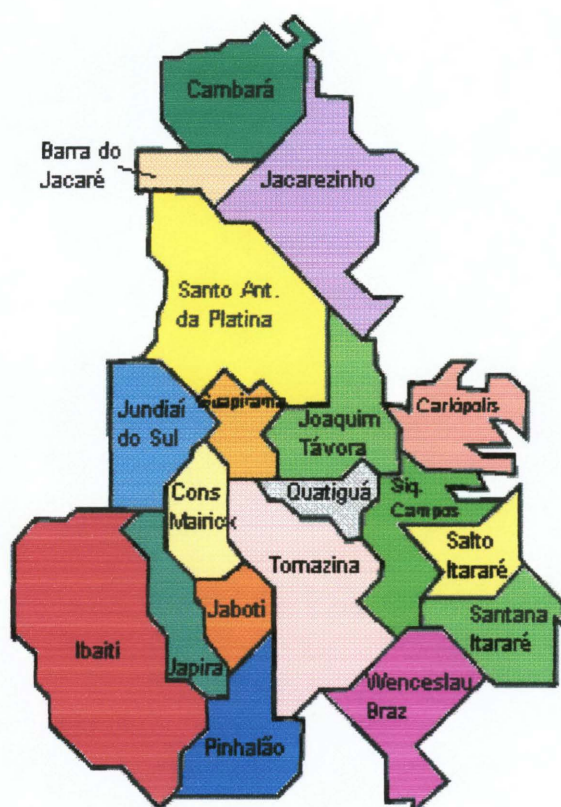 Cambará
Barra do
Jacaré
Jacarezinho
Santo Ant.
da Platina
Guapirama
Carlópolis
Jundiaí
do Sul
Joaquim
Távora
Cons
Mairick
Quatiguá
Siq.
Campos
Salto
Itararé
Tomazina
Jaboti
Santana
Itararé
Ibaiti
Japira
Wenceslau
Braz
Pinhalão